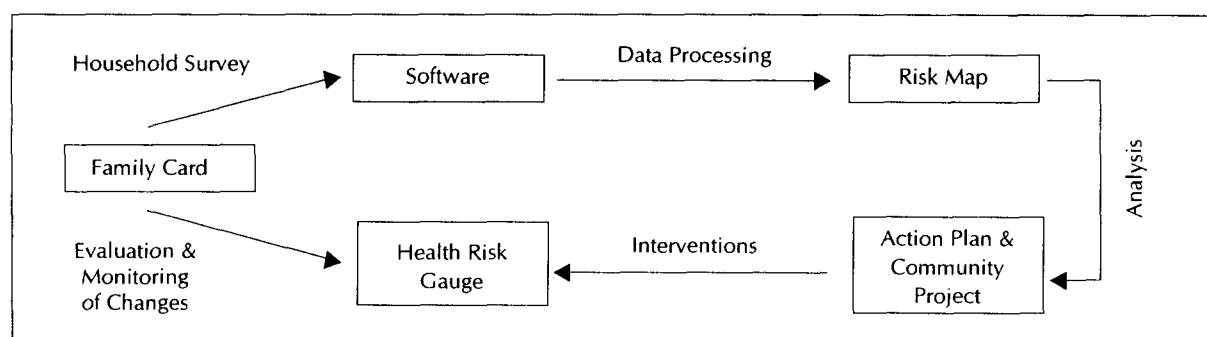 Household Survey
Software
Data Processing
Risk Map
Family Card
Analysis
Evaluation &
Monitoring
of Changes
Health Risk
Gauge
Interventions
Action Plan &
Community
Project